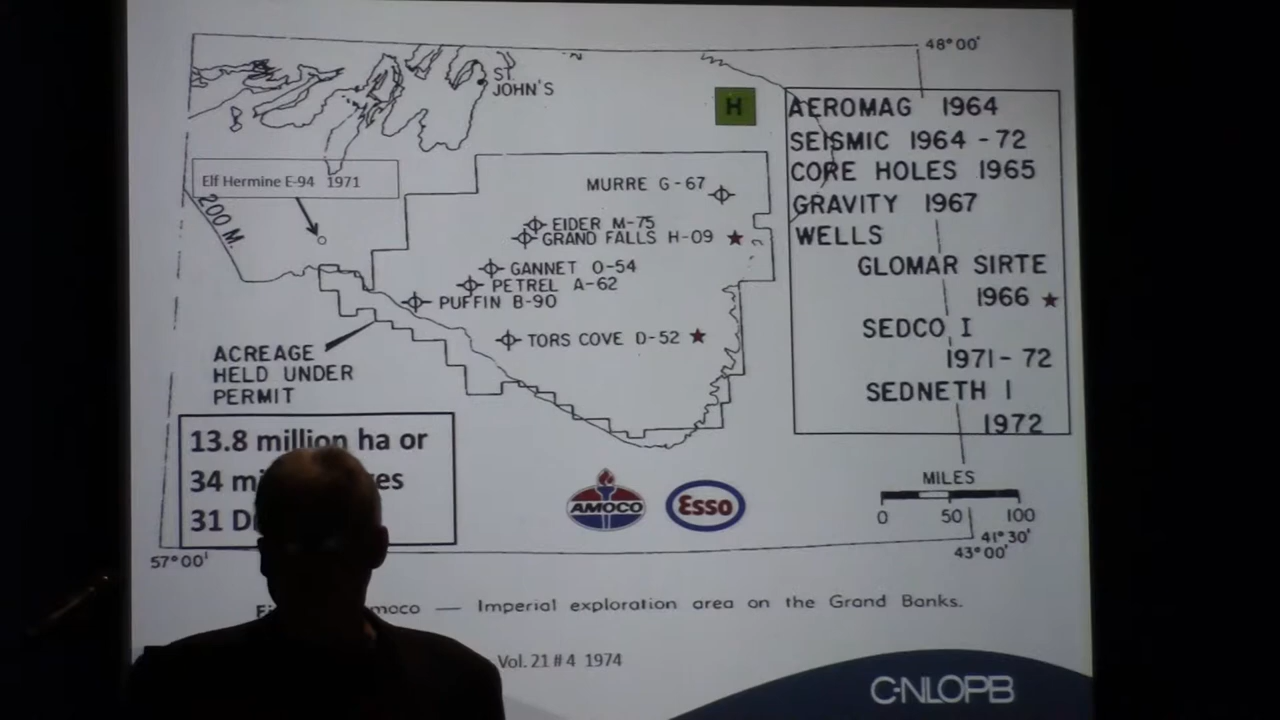 48°00'
ST.
JOHN'S
H
AEROMAG 1964
SEISMIC 1964 - 72
CORE HOLES 1965
GRAVITY 1967
WELLS
GLOMAR SIRTE
1966
SEDCO I
1971 - 72
SEDNETH I
1972
Elf Hermine E-94 1971
200 M.
MURRE G-67
EIDER M-75
GRAND FALLS H-09
GANNET O-54
PETREL A-62
PUFFIN B-90
TORS COVE D-52
ACREAGE
HELD UNDER
PERMIT
13.8 million ha or
34
31
AMOCO
Esso
MILES
0 50 100
41°30'
43°00'
57°00'
— Imperial exploration area on the Grand Banks.
Vol. 21 # 4 1974
C-NLOPB